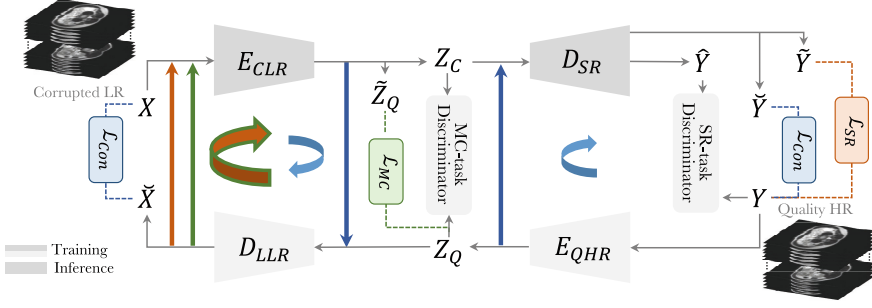 E_CLR
Z_C
D_SR
Ŷ
Ỹ
Corrupted LR
X
Z̃_Q
Y̆
ℒ_Con
MC-task
Discriminator
SR-task
Discriminator
ℒ_Con
ℒ_SR
ℒ_MC
X̆
Y
Quality HR
D_LLR
Z_Q
E_QHR
Training
Inference